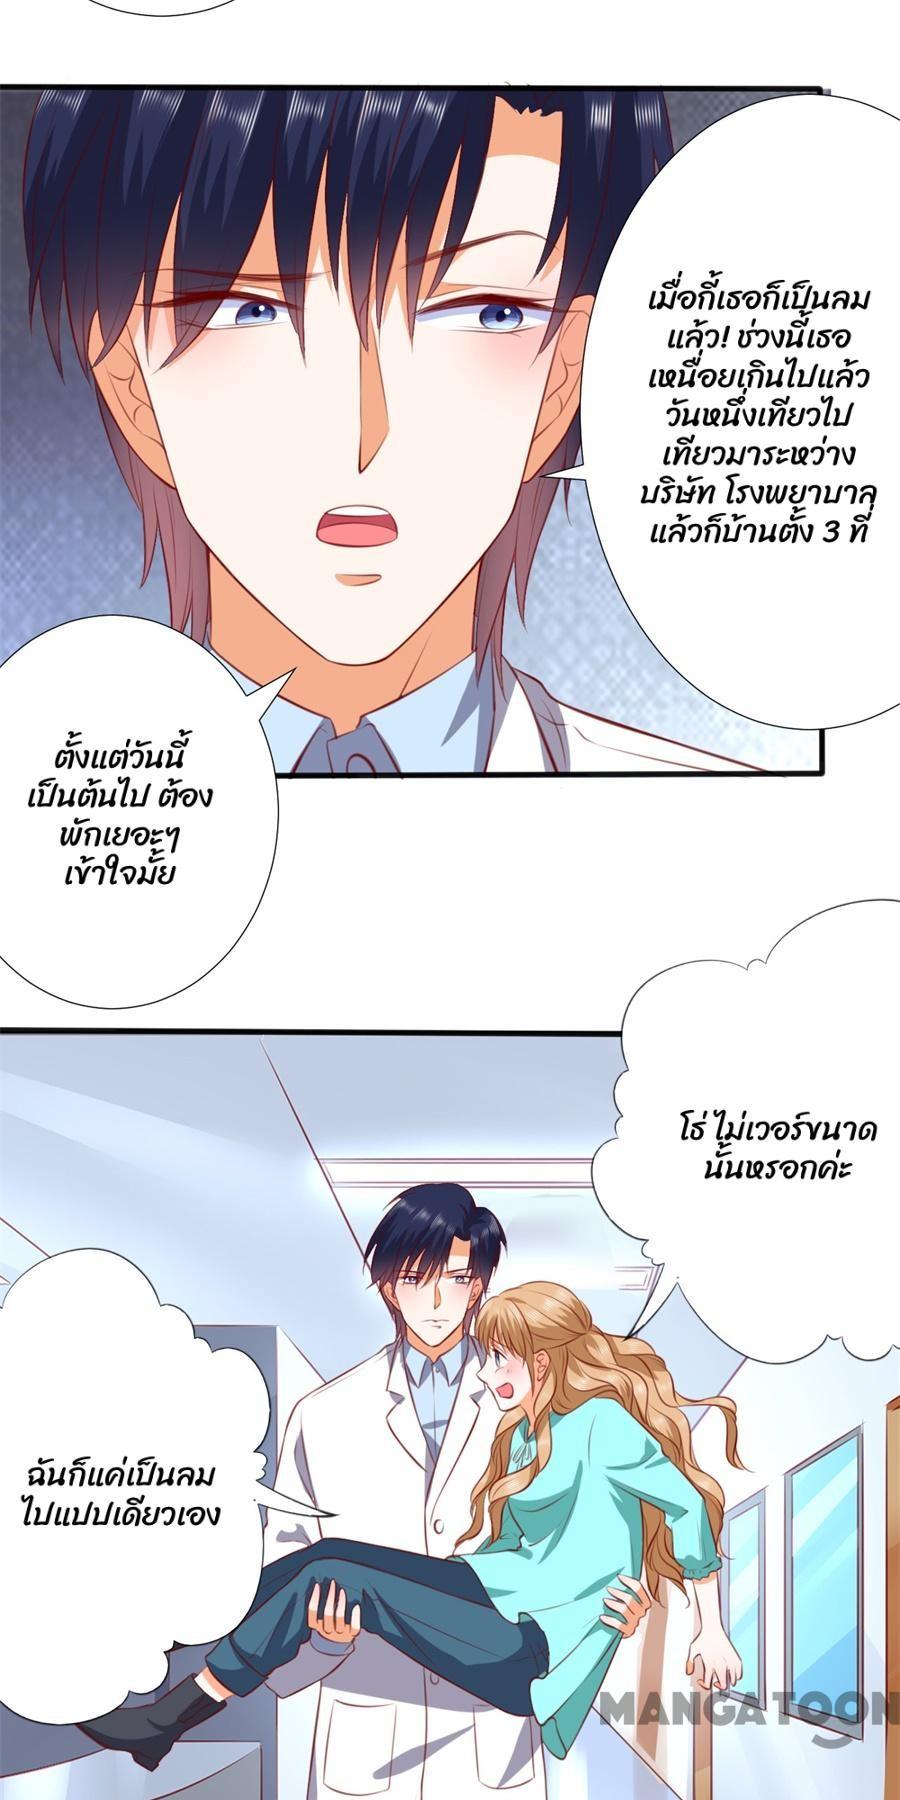 เมื่อกี้เธอก็เป็นลม
แล้ว! ช่วงนี้เธอ
เหนื่อยเกินไปแล้ว
วันหนึ่งเทียวไป
เทียวมาระหว่าง
บริษัท โรงพยาบาล
แล้วก็บ้านตั้ง 3 ที่
ตั้งแต่วันนี้
เป็นต้นไป ต้อง
พักเยอะๆ
เข้าใจมั้ย
โธ่ ไม่เวอร์ขนาด
นั้นหรอกค่ะ
ฉันก็แค่เป็นลม
ไปแปปเดียวเอง
MANGATOON